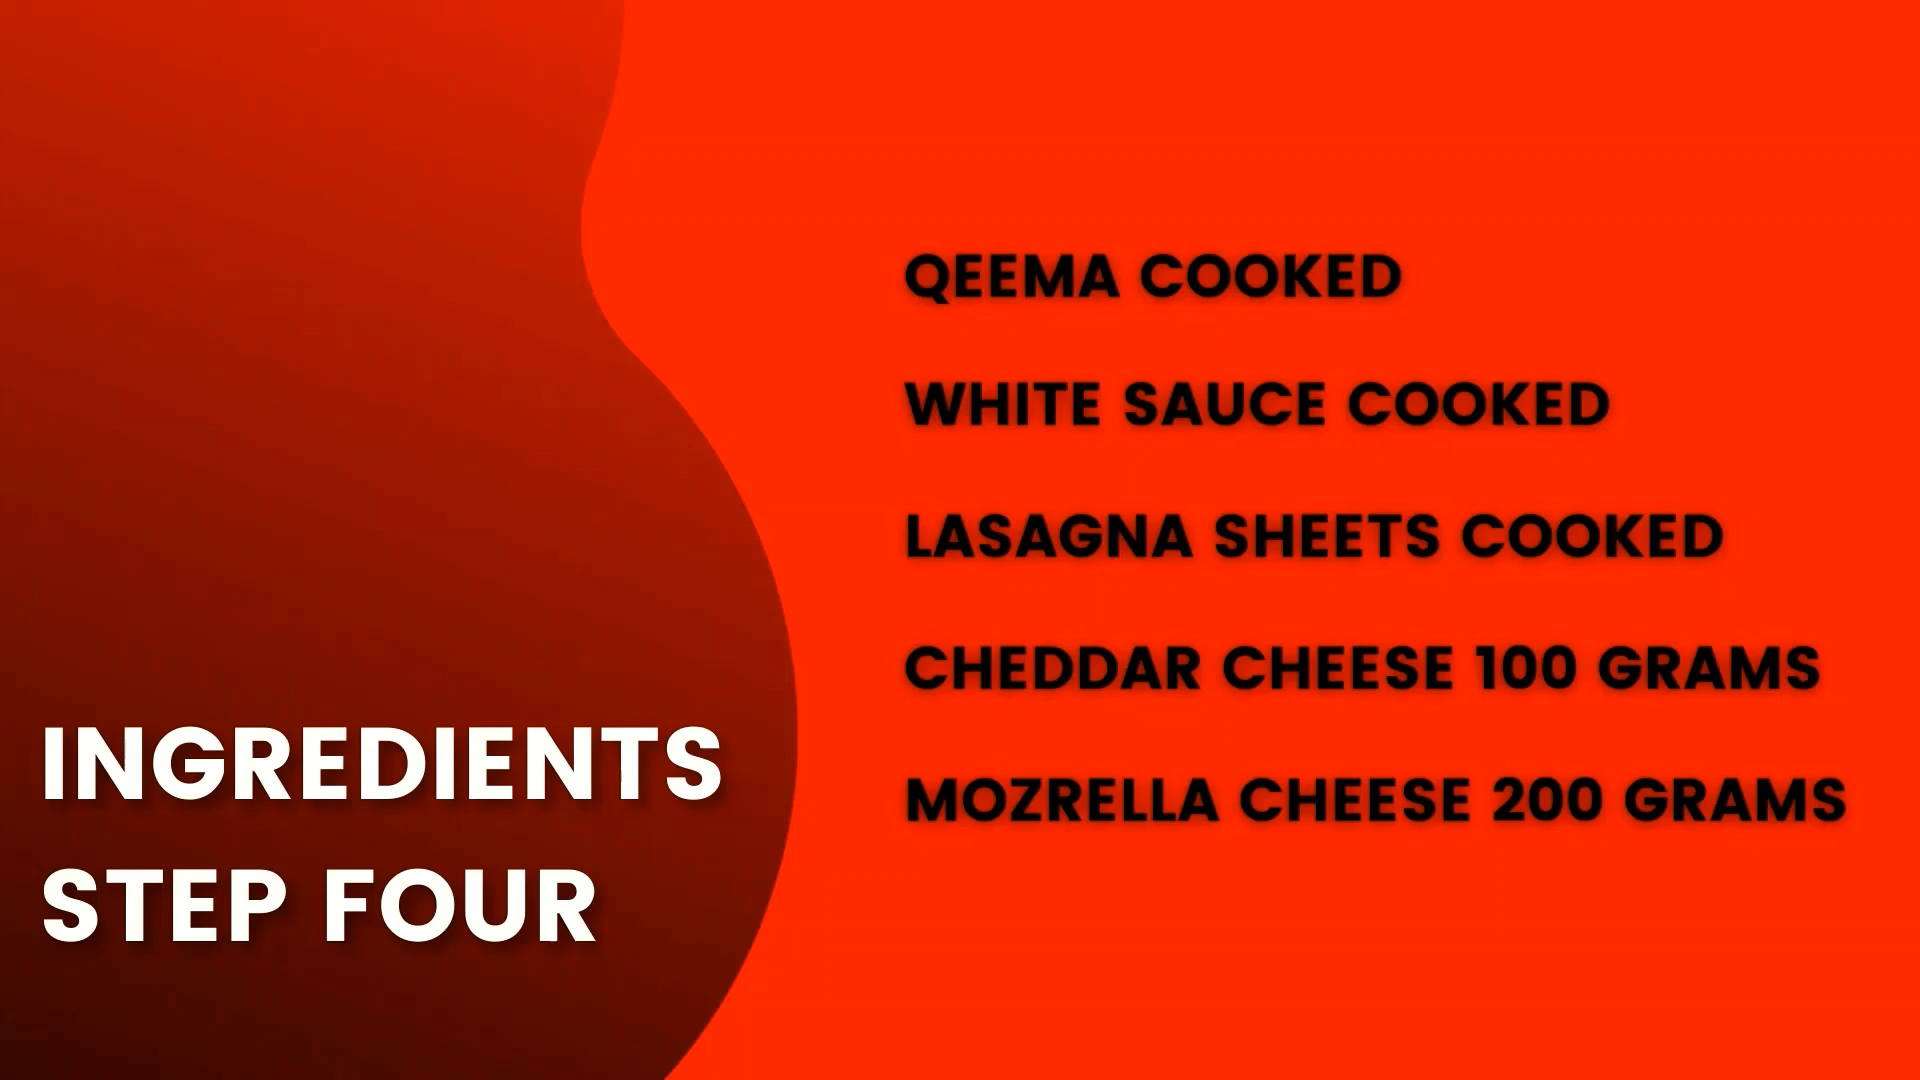 INGREDIENTS
STEP FOUR
QEEMA COOKED
WHITE SAUCE COOKED
LASAGNA SHEETS COOKED
CHEDDAR CHEESE 100 GRAMS
MOZRELLA CHEESE 200 GRAMS